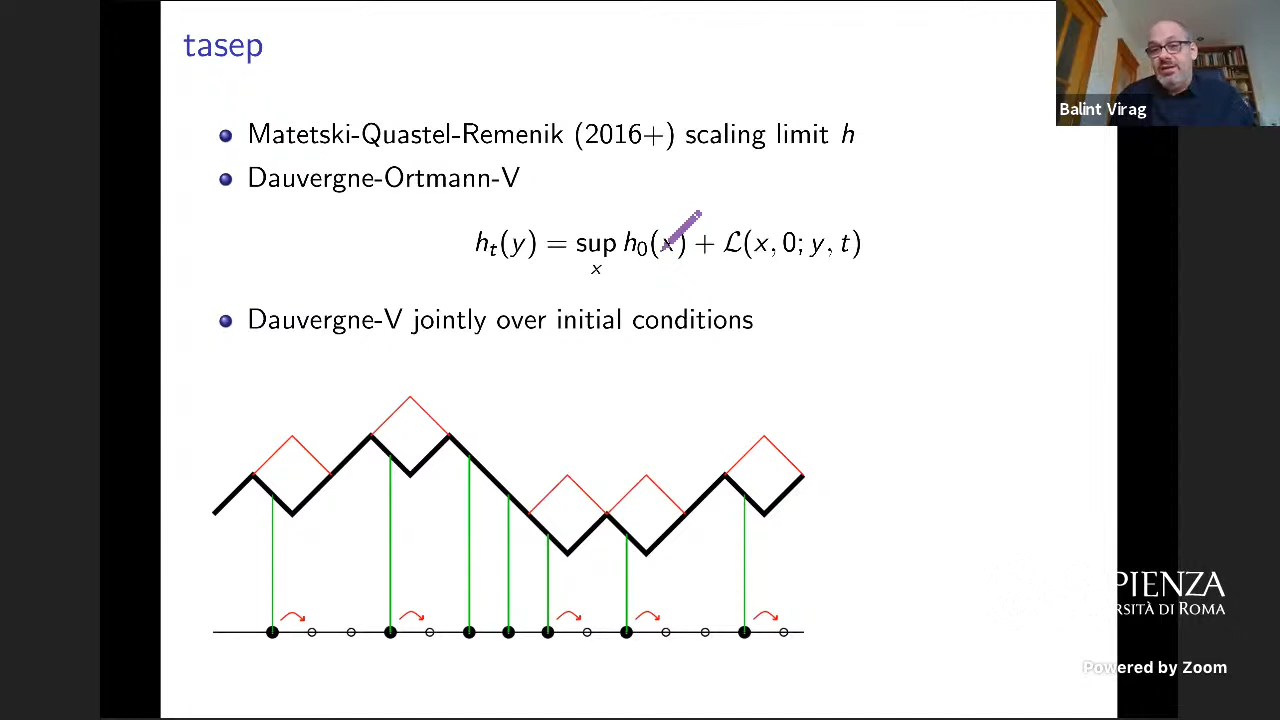 tasep
Matetski-Quastel-Remenik (2016+) scaling limit h
Dauvergne-Ortmann-V
h_t(y) = sup_x h_0(x) + ℒ(x, 0; y, t)
Dauvergne-V jointly over initial conditions
Balint Virag
PIENZA
RSITÀ DI ROMA
Powered by Zoom